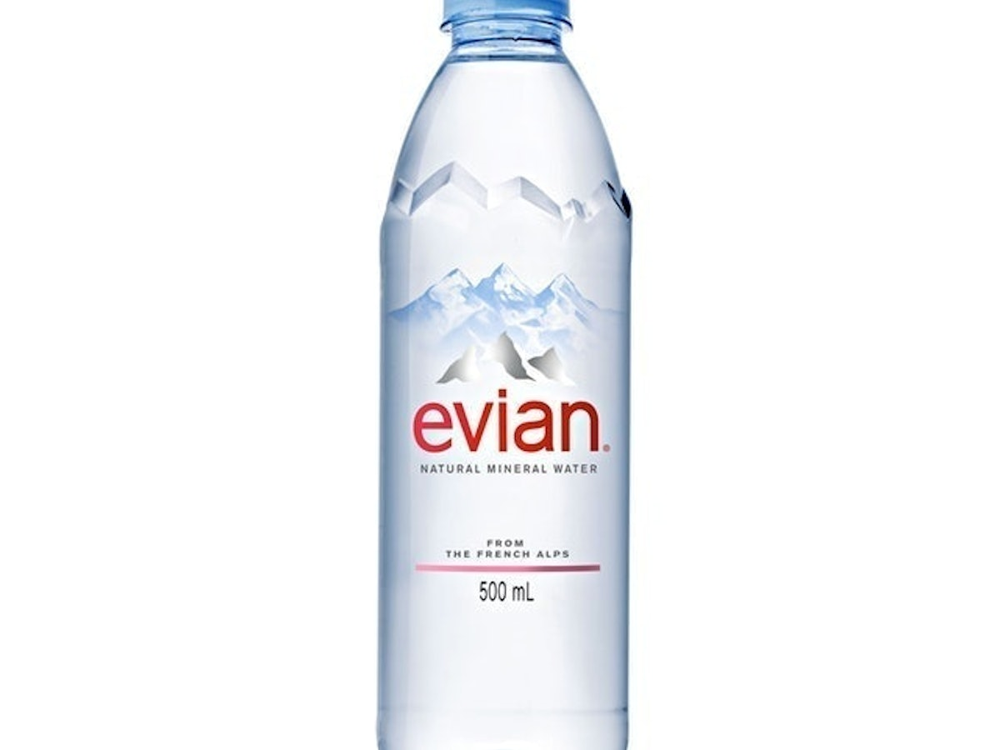 evian.
NATURAL MINERAL WATER
FROM
THE FRENCH ALPS
500 mL